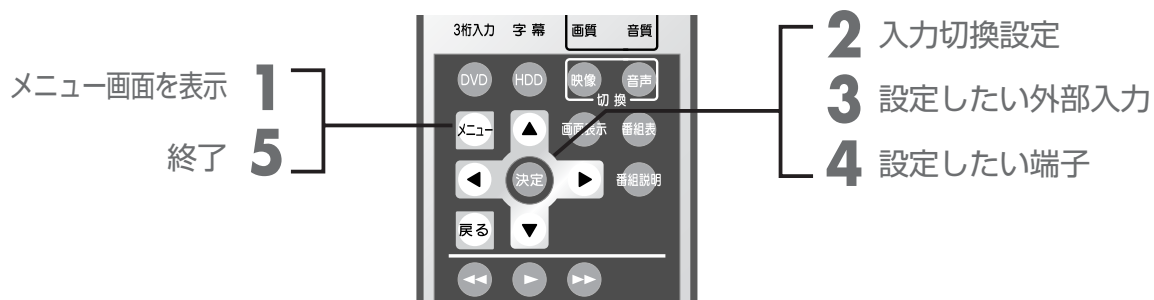 メニュー画面を表示 1
終了 5
3桁入力 字幕 画質 音質
DVD HDD 映像 音声
切換
メニュー ▲ 画面表示 番組表
◀ 決定 ▶ 番組説明
戻る ▼
◀◀ ▶ ▶▶
2 入力切換設定
3 設定したい外部入力
4 設定したい端子